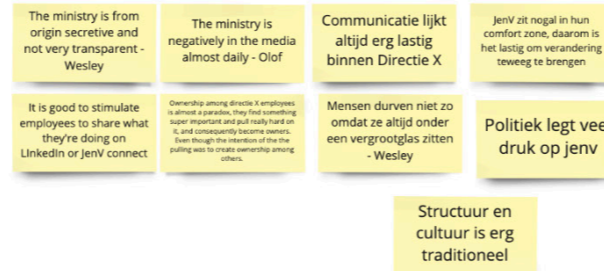 The ministry is from
origin secretive and
not very transparent -
Wesley
The ministry is
negatively in the media
almost daily - Olof
Communicatie lijkt
altijd erg lastig
binnen Directie X
JenV zit nogal in hun
comfort zone, daarom is
het lastig om verandering
teweeg te brengen
It is good to stimulate
employees to share what
they're doing on
LInkedIn or JenV connect
Ownership among directie X employees
is almost a paradox, they find something
super important and pull really hard on
it, and consequently become owners.
Even though the intention of the the
pulling was to create ownership among
others.
Mensen durven niet zo
omdat ze altijd onder
een vergrootglas zitten
- Wesley
Politiek legt vee
druk op jenv
Structuur en
cultuur is erg
traditioneel